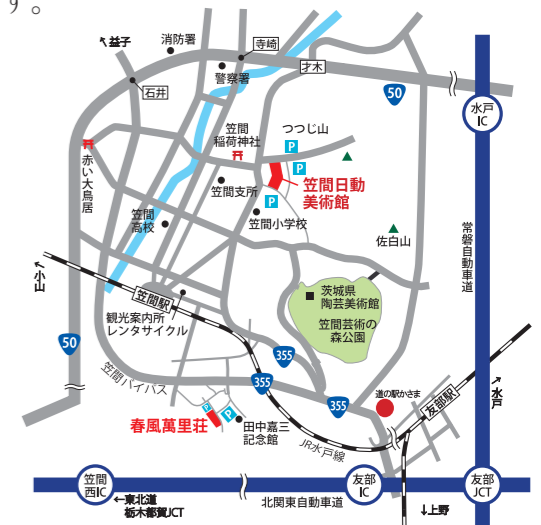 す。
益子
消防署
寺崎
警察署
才木
石井
50
水戸
IC
笠間
稲荷神社
つつじ山
P
P
P
赤い大鳥居
笠間支所
笠間日動
美術館
笠間
高校
笠間小学校
佐白山
常磐自動車道
小山
笠間駅
茨城県
陶芸美術館
笠間芸術の
森公園
観光案内所
レンタサイクル
50
355
355
355
笠間バイパス
道の駅かさま
友部駅
水戸
P
P
春風萬里荘
田中嘉三
記念館
JR水戸線
笠間
西IC
←東北道
栃木都賀JCT
北関東自動車道
友部
IC
↓上野
友部
JCT